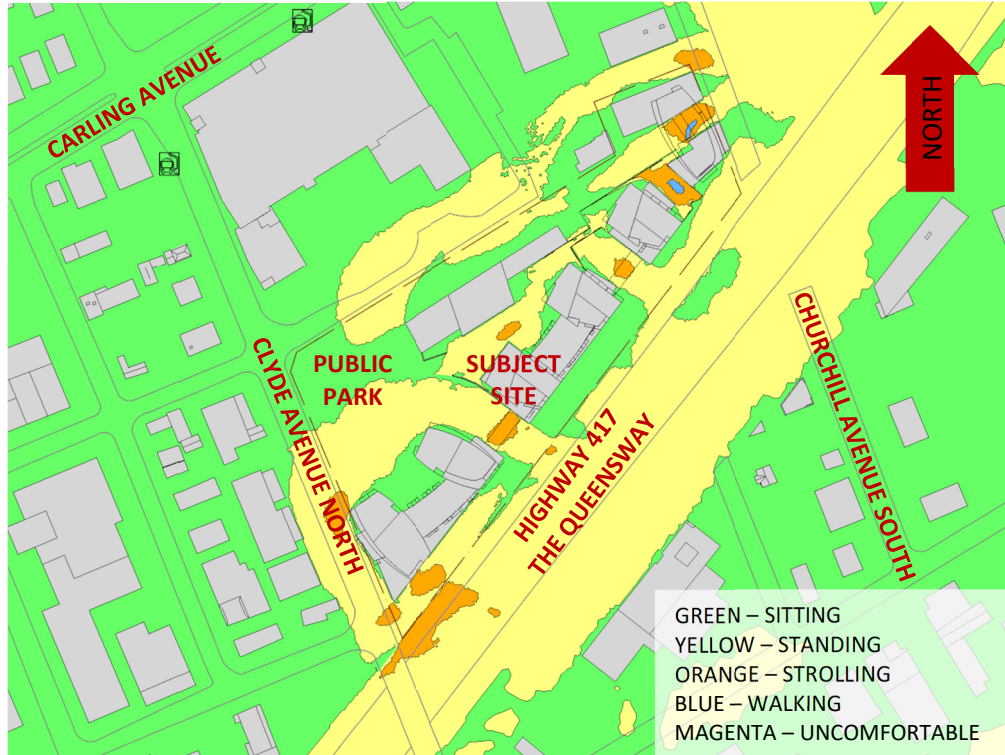 CARLING AVENUE
NORTH
PUBLIC
PARK
SUBJECT
SITE
CLYDE AVENUE NORTH
HIGHWAY 417
THE QUEENSWAY
CHURCHILL AVENUE SOUTH
GREEN – SITTING
YELLOW – STANDING
ORANGE – STROLLING
BLUE – WALKING
MAGENTA – UNCOMFORTABLE